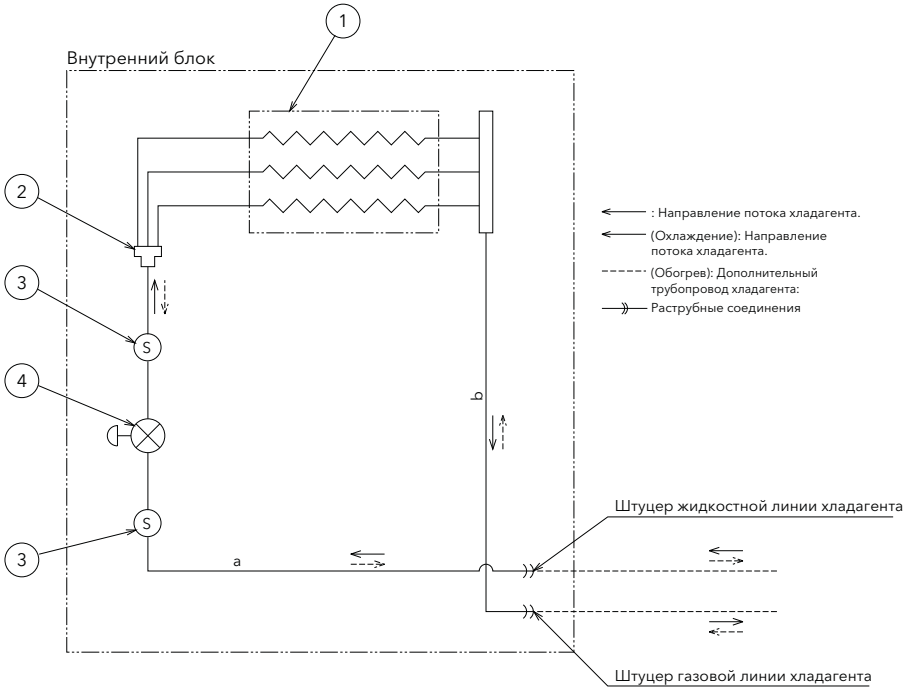 1
Внутренний блок
2
: Направление потока хладагента.
(Охлаждение): Направление
потока хладагента.
(Обогрев): Дополнительный
трубопровод хладагента:
Раструбные соединения
3
S
4
b
S
3
a
Штуцер жидкостной линии хладагента
Штуцер газовой линии хладагента